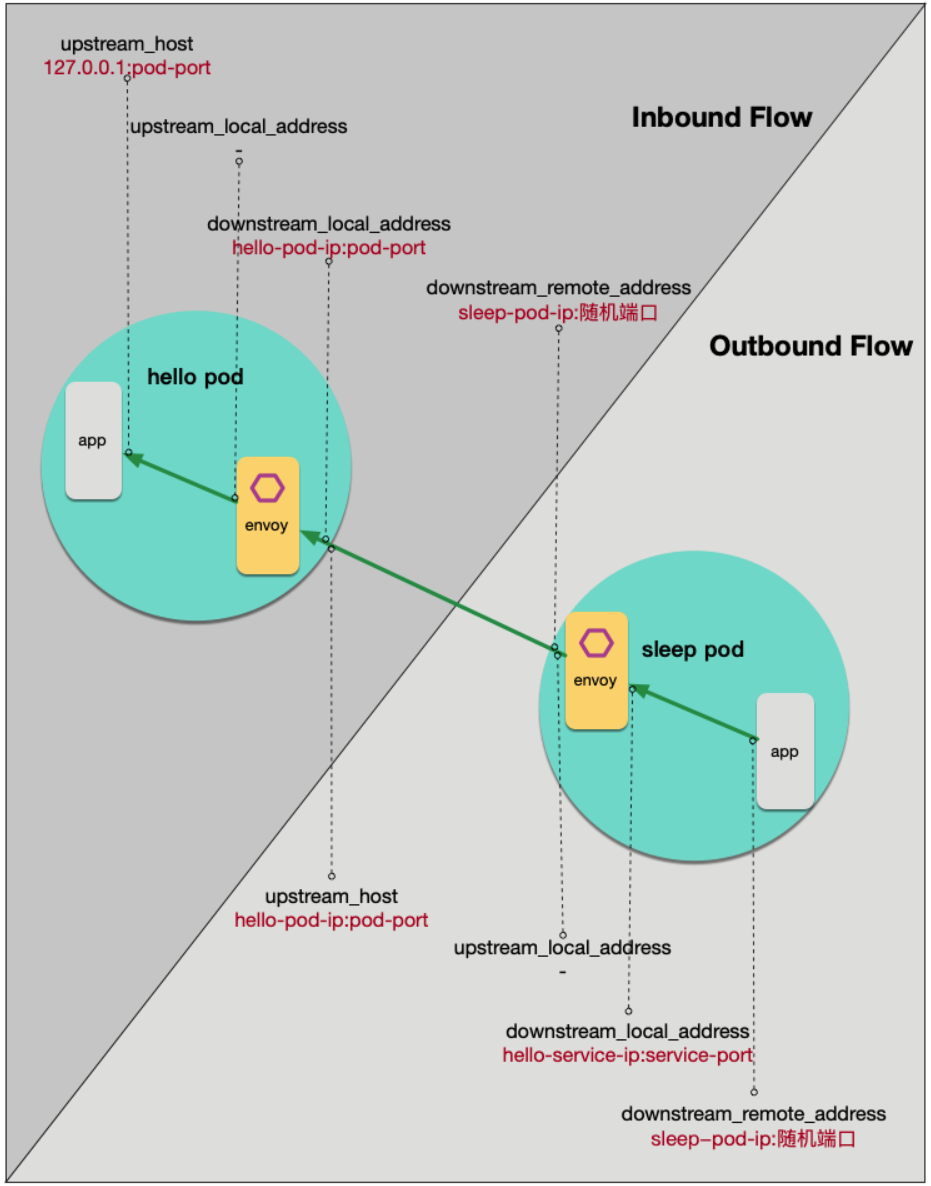 upstream_host
127.0.0.1:pod-port
Inbound Flow
upstream_local_address
-
downstream_local_address
hello-pod-ip:pod-port
downstream_remote_address
sleep-pod-ip:随机端口
Outbound Flow
hello pod
app
envoy
sleep pod
envoy
app
upstream_host
hello-pod-ip:pod-port
upstream_local_address
-
downstream_local_address
hello-service-ip:service-port
downstream_remote_address
sleep–pod-ip:随机端口